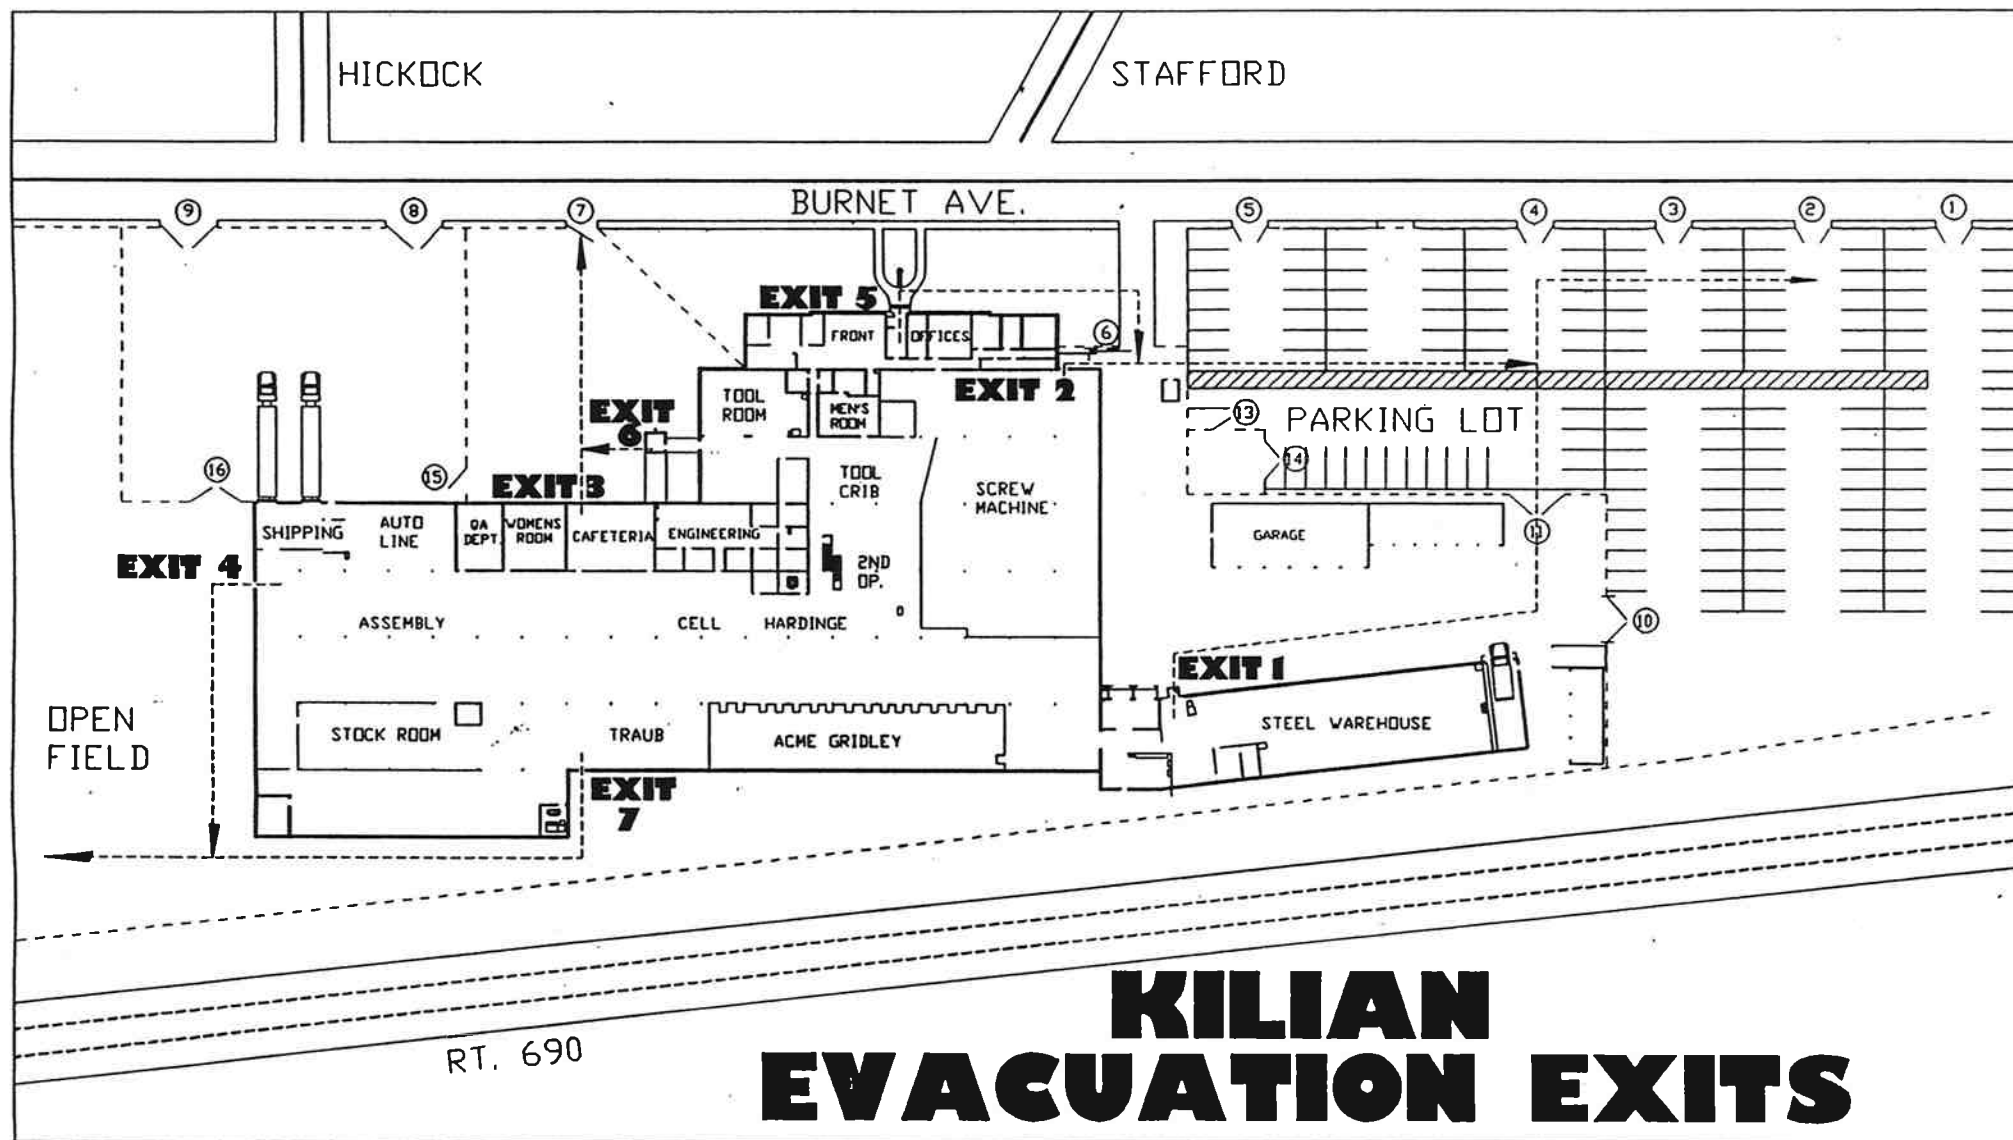 HICKOCK
STAFFORD
BURNET AVE.
9
8
7
5
4
3
2
1
EXIT 5
FRONT
OFFICES
6
EXIT 2
TOOL
ROOM
MEN'S
ROOM
EXIT
6
13
PARKING LOT
14
16
15
EXIT 3
TOOL
CRIB
SCREW
MACHINE
SHIPPING
AUTO
LINE
QA
DEPT.
WOMENS
ROOM
CAFETERIA
ENGINEERING
GARAGE
11
EXIT 4
2ND
OP.
ASSEMBLY
CELL
HARDINGE
10
EXIT 1
OPEN
FIELD
STOCK ROOM
TRAUB
ACME GRIDLEY
STEEL WAREHOUSE
EXIT
7
RT. 690
KILIAN
EVACUATION EXITS